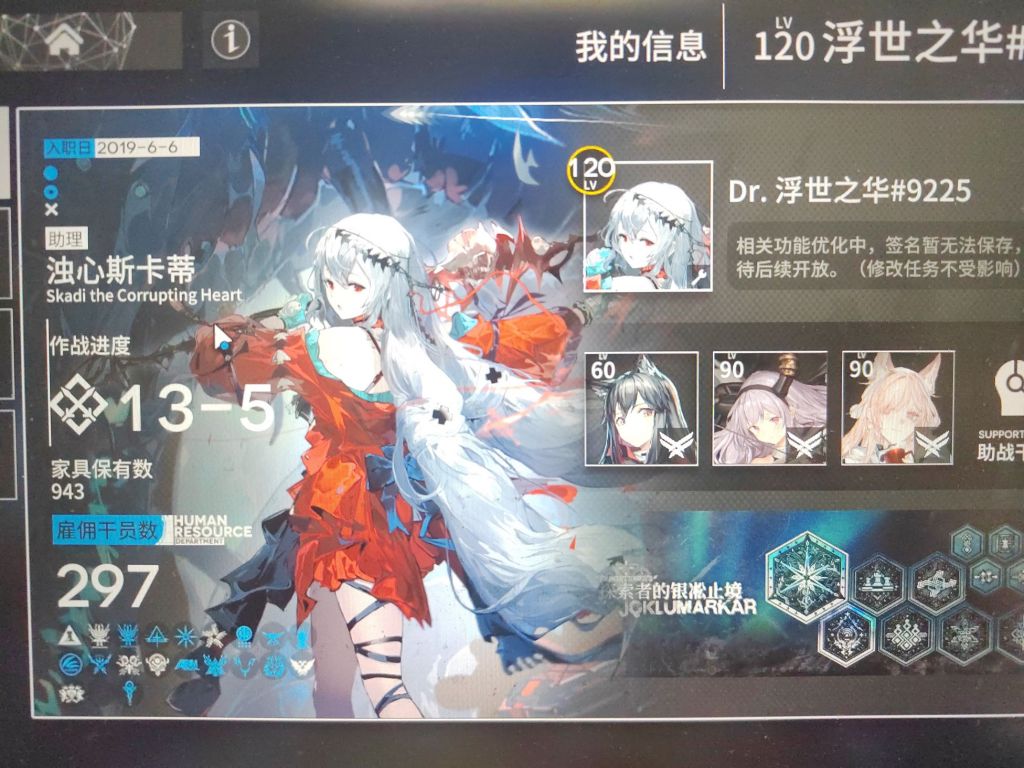 我的信息
LV
120 浮世之华#
入职日 2019-6-6
助理
浊心斯卡蒂
Skadi the Corrupting Heart
作战进度
13-5
家具保有数
943
雇佣干员数
HUMAN
RESOURCE
DEPARTMENT
297
120
LV
Dr. 浮世之华#9225
相关功能优化中，签名暂无法保存，
待后续开放。（修改任务不受影响）
LV
60
LV
90
LV
90
SUPPORT
助战干
探索者的银凇止境
JOKLUMARKAR